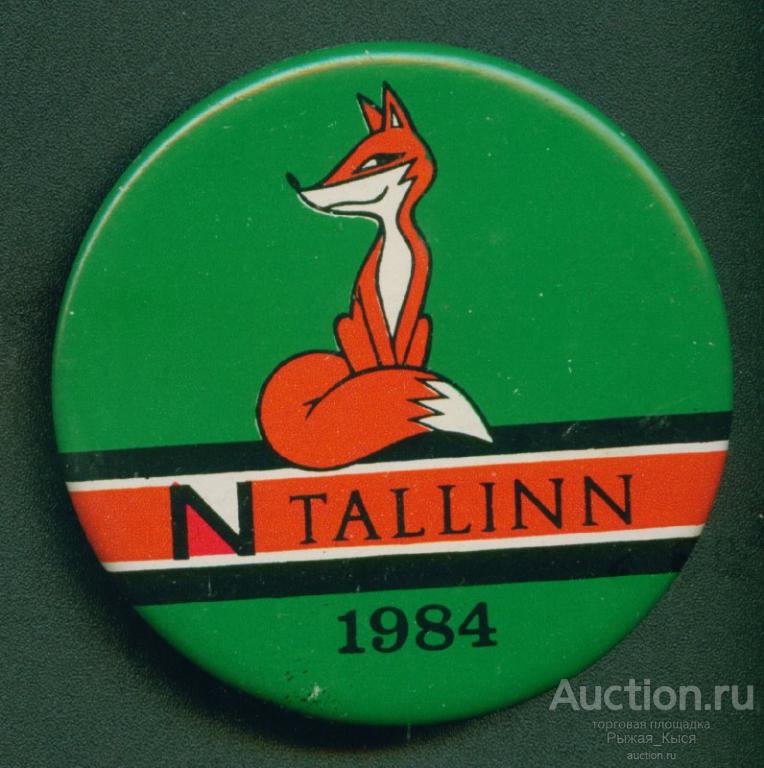 N TALLINN
1984
Auction.ru
торговая площадка
Рыжая_Кыся
auction.ru